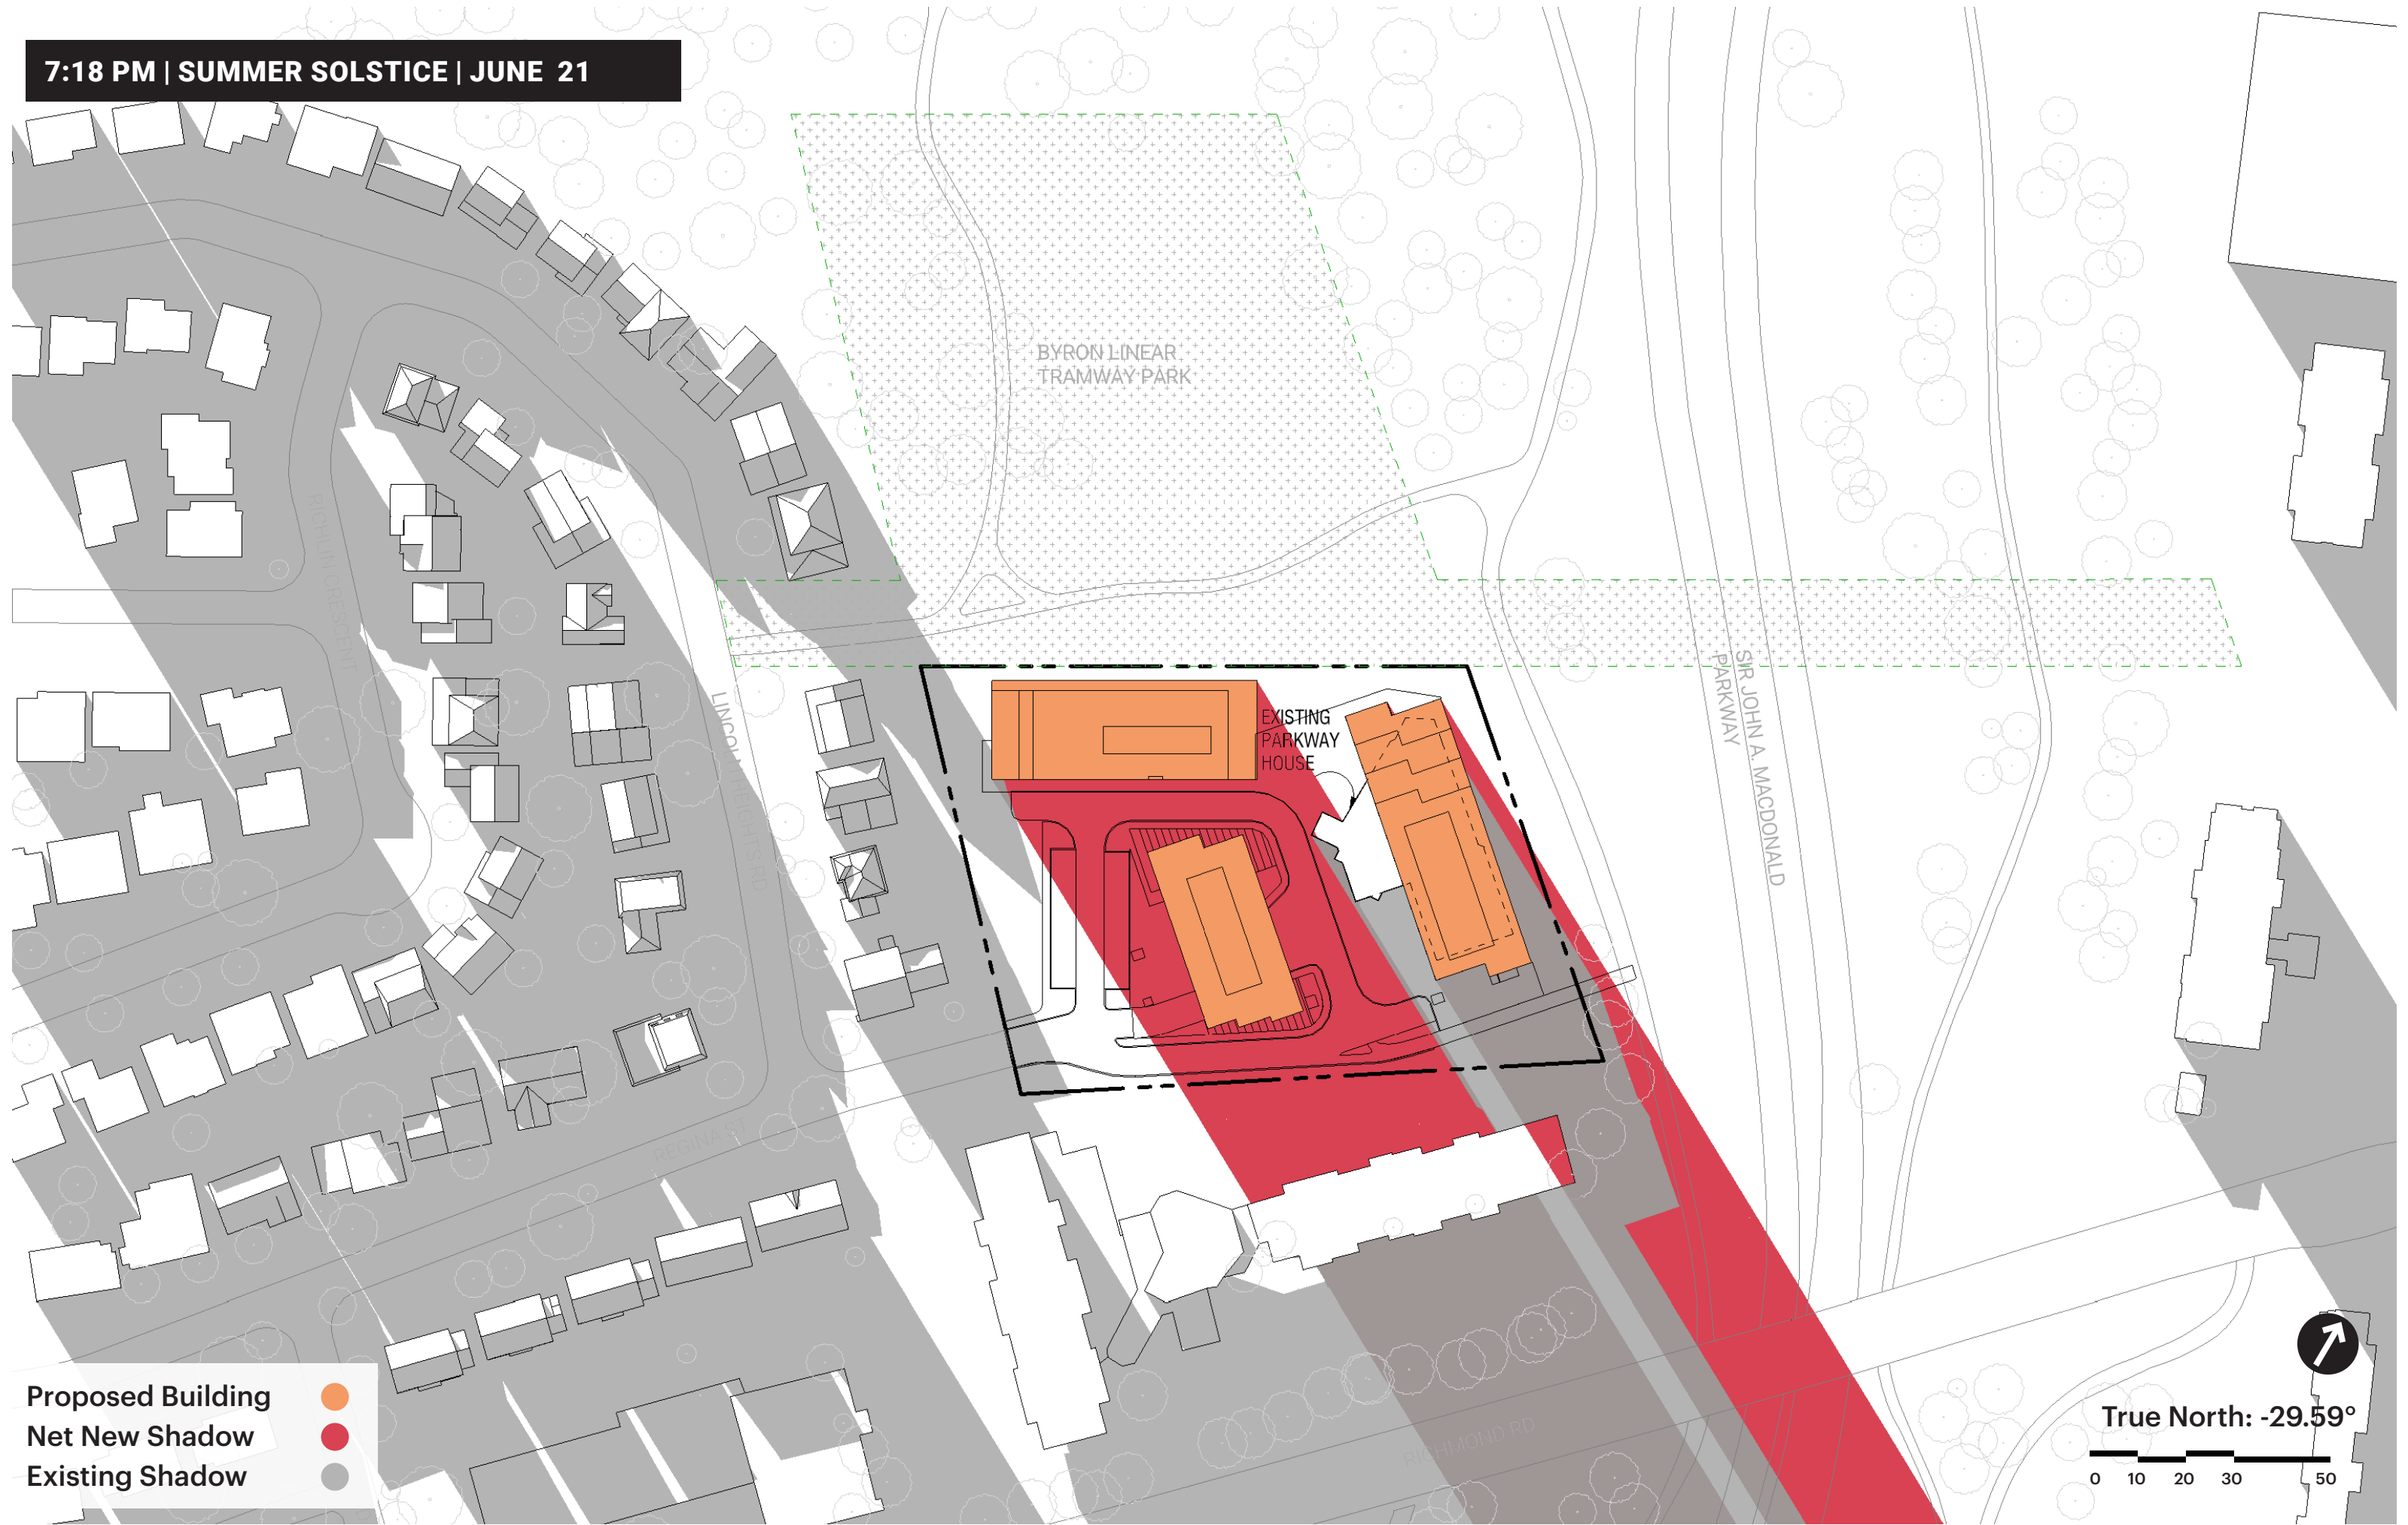 7:18 PM | SUMMER SOLSTICE | JUNE 21
BYRON LINEAR
TRAMWAY PARK
RICHLIN CRESCENT
LINCOLN HEIGHTS RD
EXISTING
PARKWAY
HOUSE
SIR JOHN A. MACDONALD
PARKWAY
REGINA ST
RICHMOND RD
Proposed Building
Net New Shadow
Existing Shadow
True North: -29.59°
0 10 20 30 50